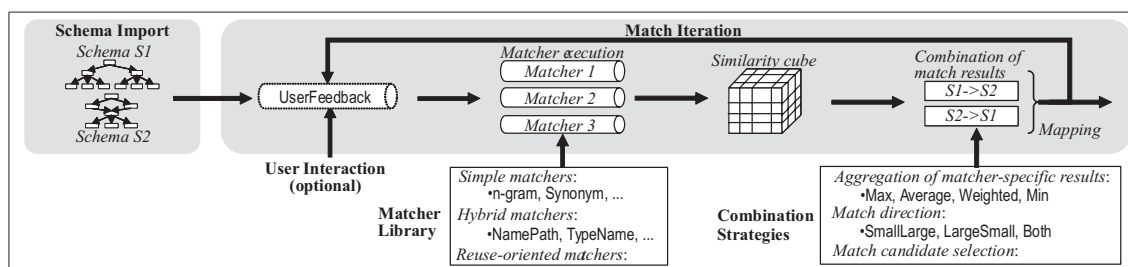 Schema Import
Schema S1
Schema S2
Match Iteration
UserFeedback
User Interaction
(optional)
Matcher execution
Matcher 1
Matcher 2
Matcher 3
Similarity cube
Combination of
match results
S1->S2
S2->S1
Mapping
Matcher
Library
Simple matchers:
•n-gram, Synonym, ...
Hybrid matchers:
•NamePath, TypeName, ...
Reuse-oriented matchers:
Combination
Strategies
Aggregation of matcher-specific results:
•Max, Average, Weighted, Min
Match direction:
•SmallLarge, LargeSmall, Both
Match candidate selection: